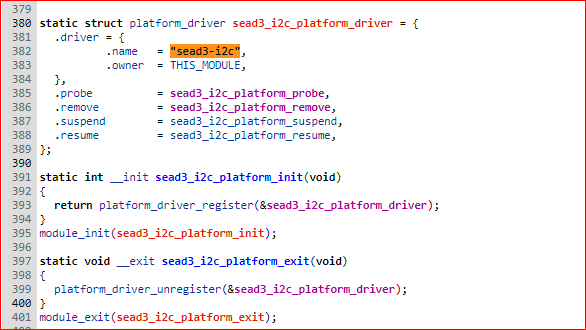 379
380 static struct platform_driver sead3_i2c_platform_driver = {
381 .driver = {
382 .name = "sead3-i2c",
383 .owner = THIS_MODULE,
384 },
385 .probe = sead3_i2c_platform_probe,
386 .remove = sead3_i2c_platform_remove,
387 .suspend = sead3_i2c_platform_suspend,
388 .resume = sead3_i2c_platform_resume,
389 };
390
391 static int __init sead3_i2c_platform_init(void)
392 {
393 return platform_driver_register(&sead3_i2c_platform_driver);
394 }
395 module_init(sead3_i2c_platform_init);
396
397 static void __exit sead3_i2c_platform_exit(void)
398 {
399 platform_driver_unregister(&sead3_i2c_platform_driver);
400 }
401 module_exit(sead3_i2c_platform_exit);